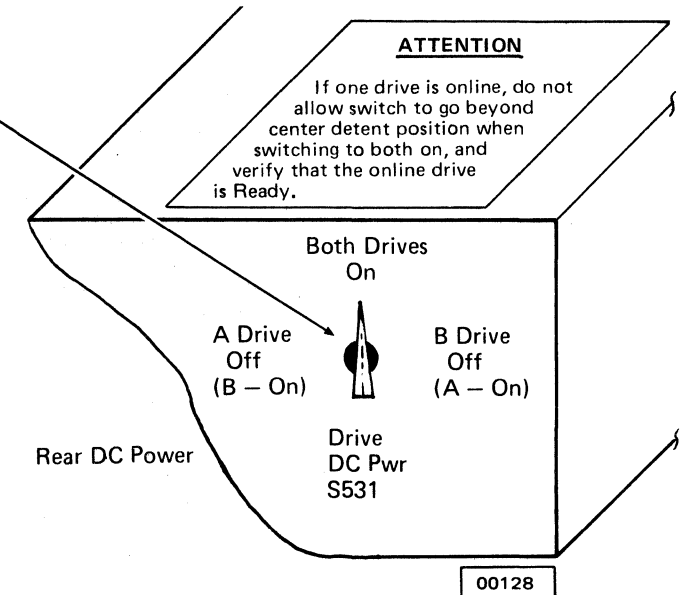 ATTENTION
If one drive is online, do not
allow switch to go beyond
center detent position when
switching to both on, and
verify that the online drive
is Ready.
Both Drives
On
A Drive
Off
(B — On)
B Drive
Off
(A — On)
Drive
DC Pwr
S531
Rear DC Power
00128